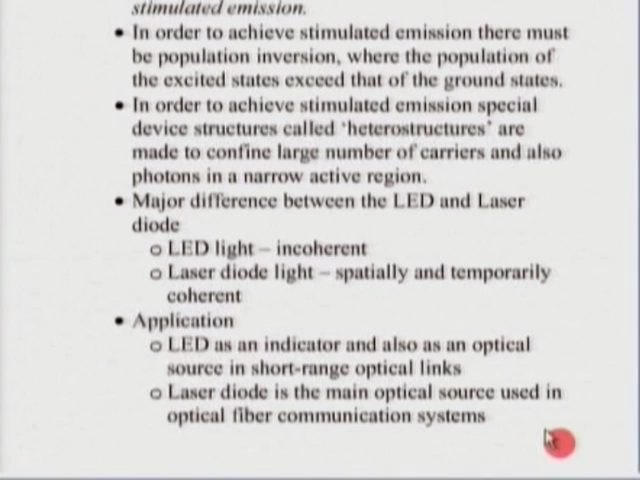 stimulated emission.
• In order to achieve stimulated emission there must
be population inversion, where the population of
the excited states exceed that of the ground states.
• In order to achieve stimulated emission special
device structures called ‘heterostructures’ are
made to confine large number of carriers and also
photons in a narrow active region.
• Major difference between the LED and Laser
diode
o LED light – incoherent
o Laser diode light – spatially and temporarily
coherent
• Application
o LED as an indicator and also as an optical
source in short-range optical links
o Laser diode is the main optical source used in
optical fiber communication systems